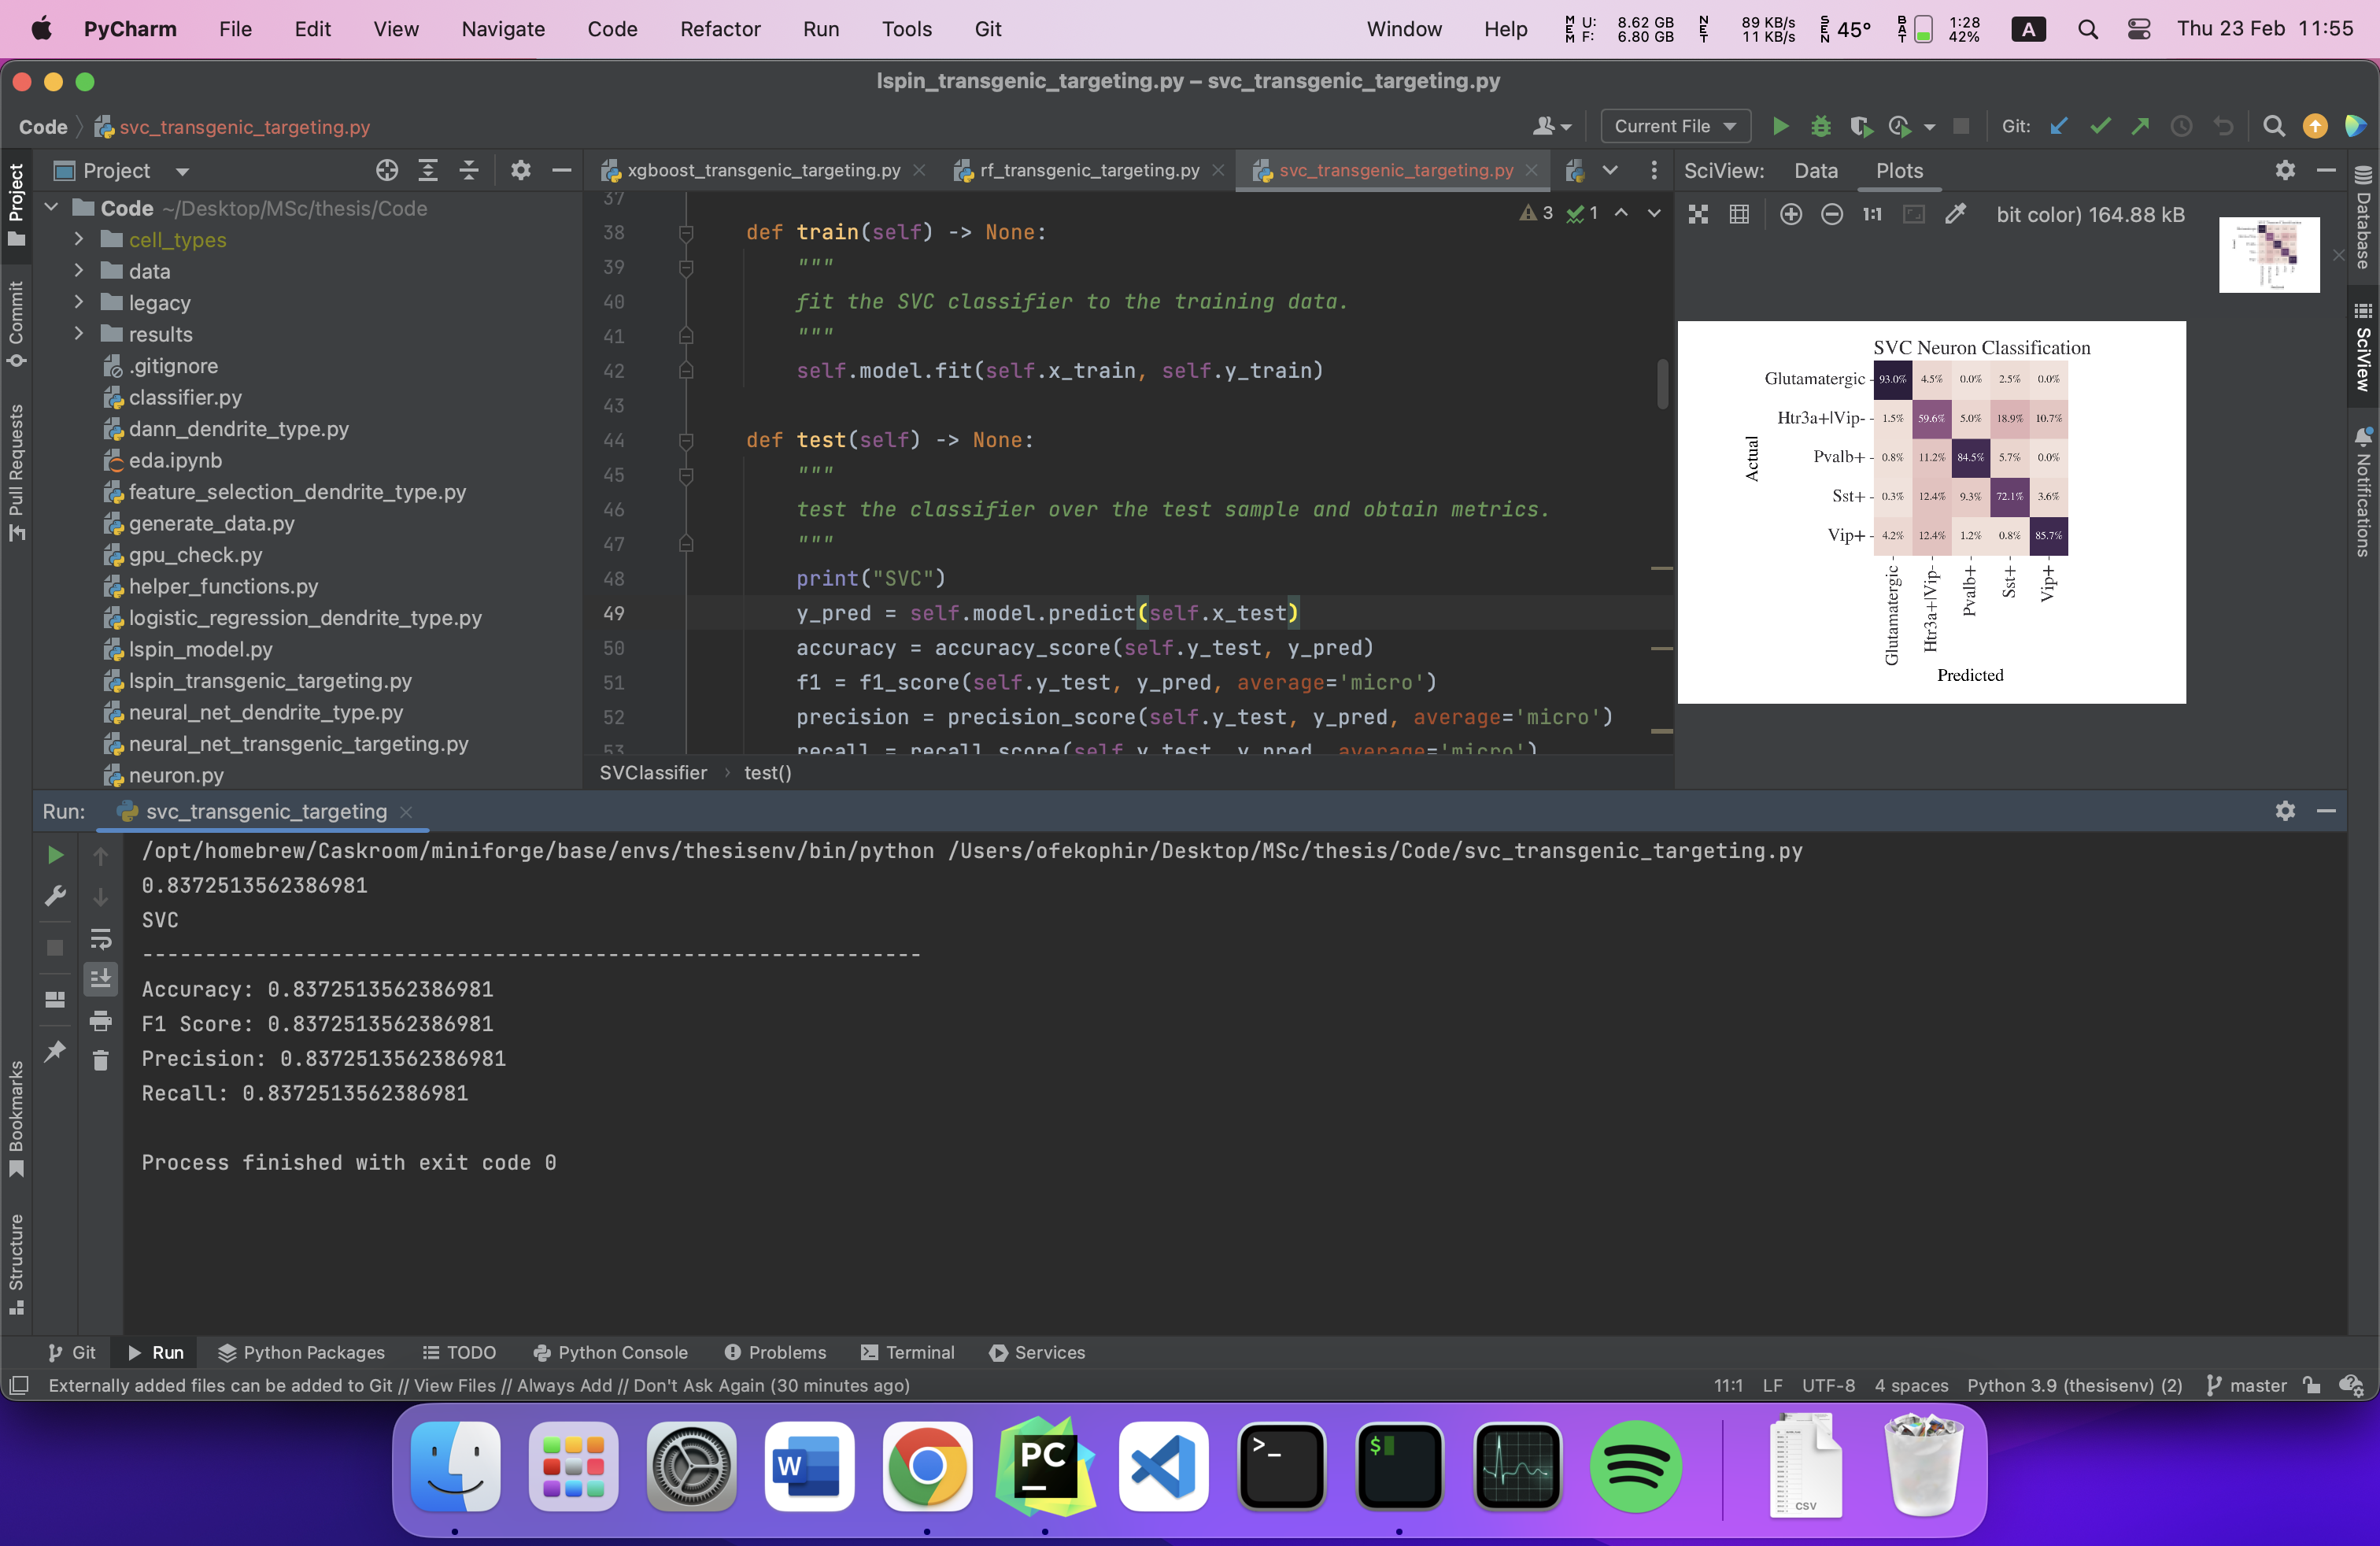 PyCharm File Edit View Navigate Code Refactor Run Tools Git Window Help MEM U: 8.62 GB F: 6.80 GB NET 89 KB/s 11 KB/s SEN 45° BAT 1:28 42% A Thu 23 Feb 11:55
lspin_transgenic_targeting.py – svc_transgenic_targeting.py
Code svc_transgenic_targeting.py Current File Git:
Project
xgboost_transgenic_targeting.py rf_transgenic_targeting.py svc_transgenic_targeting.py
SciView: Data Plots
Project
Commit
Pull Requests
Bookmarks
Structure
Code ~/Desktop/MSc/thesis/Code
cell_types
data
legacy
results
.gitignore
classifier.py
dann_dendrite_type.py
eda.ipynb
feature_selection_dendrite_type.py
generate_data.py
gpu_check.py
helper_functions.py
logistic_regression_dendrite_type.py
lspin_model.py
lspin_transgenic_targeting.py
neural_net_dendrite_type.py
neural_net_transgenic_targeting.py
neuron.py
3 1
37
38 def train(self) -> None:
39 """
40 fit the SVC classifier to the training data.
41 """
42 self.model.fit(self.x_train, self.y_train)
43
44 def test(self) -> None:
45 """
46 test the classifier over the test sample and obtain metrics.
47 """
48 print("SVC")
49 y_pred = self.model.predict(self.x_test)
50 accuracy = accuracy_score(self.y_test, y_pred)
51 f1 = f1_score(self.y_test, y_pred, average='micro')
52 precision = precision_score(self.y_test, y_pred, average='micro')
53 recall = recall_score(self.y_test, y_pred, average='micro')
SVClassifier › test()
1:1 bit color) 164.88 kB
SVC Neuron Classification
Actual
Glutamatergic 93.0% 4.5% 0.0% 2.5% 0.0%
Htr3a+|Vip- 1.5% 59.6% 5.0% 18.9% 10.7%
Pvalb+ 0.8% 11.2% 84.5% 5.7% 0.0%
Sst+ 0.3% 12.4% 9.3% 72.1% 3.6%
Vip+ 4.2% 12.4% 1.2% 0.8% 85.7%
Glutamatergic Htr3a+|Vip- Pvalb+ Sst+ Vip+
Predicted
Database
SciView
Notifications
Run: svc_transgenic_targeting
/opt/homebrew/Caskroom/miniforge/base/envs/thesisenv/bin/python /Users/ofekophir/Desktop/MSc/thesis/Code/svc_transgenic_targeting.py
0.8372513562386981
SVC
--------------------------------------------------------------
Accuracy: 0.8372513562386981
F1 Score: 0.8372513562386981
Precision: 0.8372513562386981
Recall: 0.8372513562386981
Process finished with exit code 0
Git Run Python Packages TODO Python Console Problems Terminal Services
Externally added files can be added to Git // View Files // Always Add // Don't Ask Again (30 minutes ago) 11:1 LF UTF-8 4 spaces Python 3.9 (thesisenv) (2) master
W PC >_ $ CSV